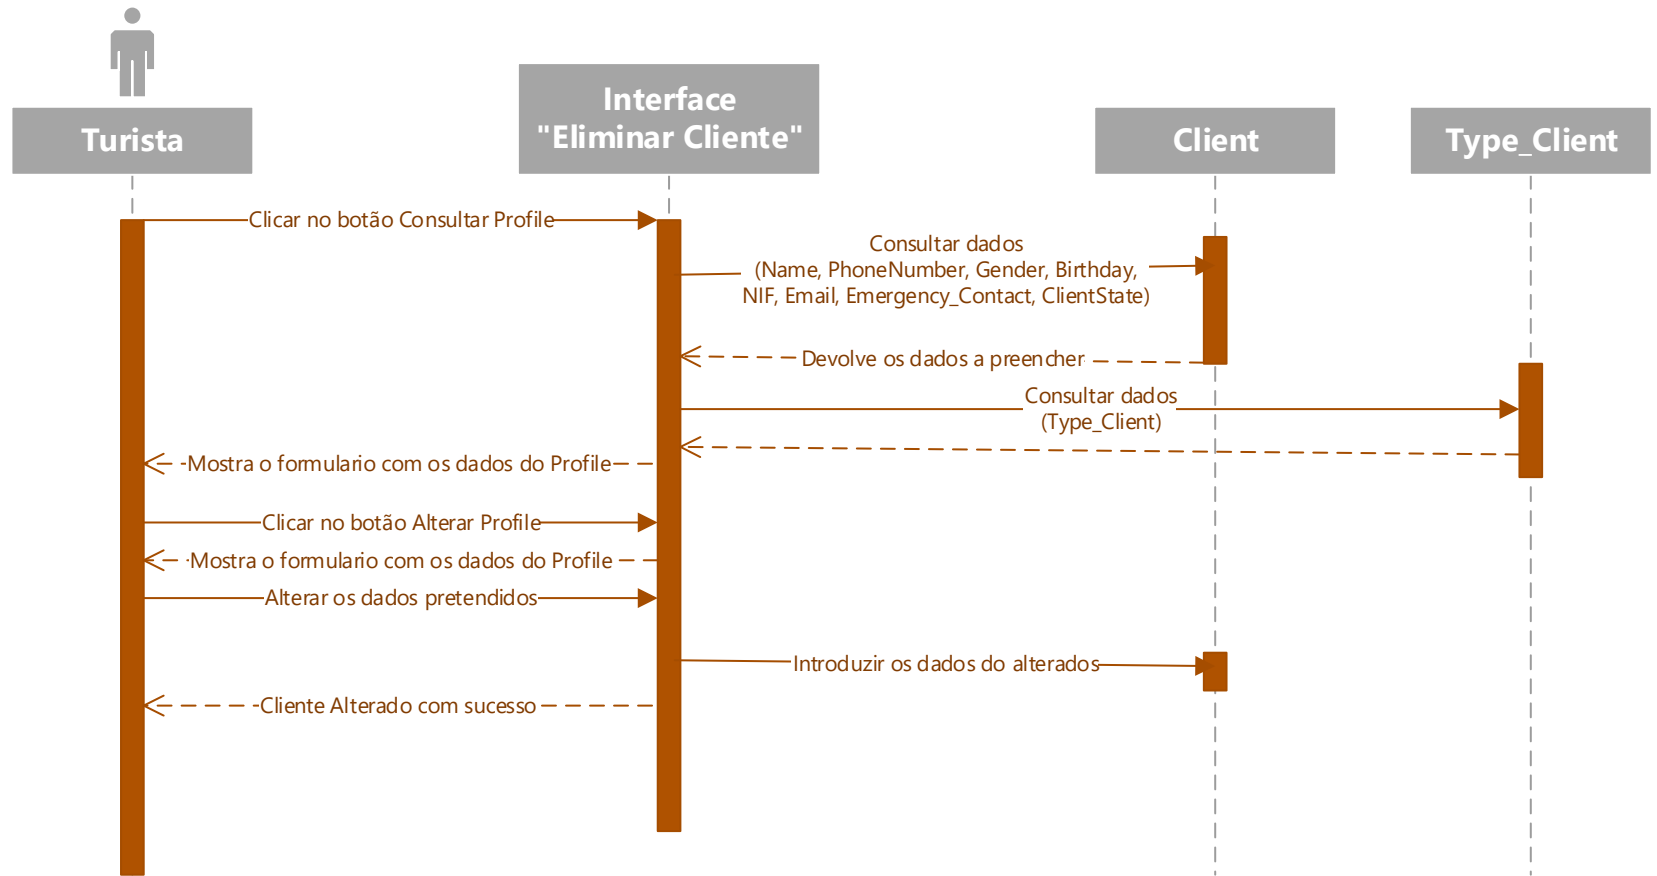 Turista
Interface
"Eliminar Cliente"
Client
Type_Client
Clicar no botão Consultar Profile
Consultar dados
(Name, PhoneNumber, Gender, Birthday,
NIF, Email, Emergency_Contact, ClientState)
Devolve os dados a preencher
Consultar dados
(Type_Client)
Mostra o formulario com os dados do Profile
Clicar no botão Alterar Profile
Mostra o formulario com os dados do Profile
Alterar os dados pretendidos
Introduzir os dados do alterados
Cliente Alterado com sucesso